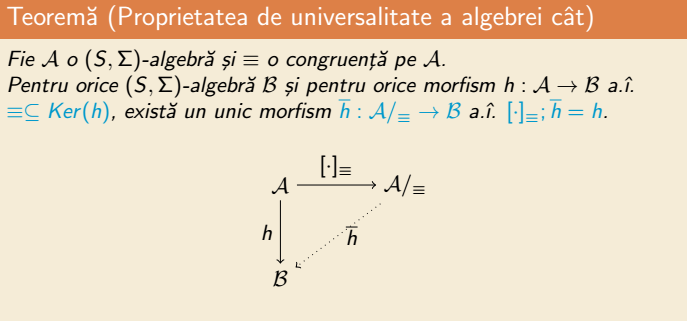 Teoremă (Proprietatea de universalitate a algebrei cât)
Fie 𝒜 o (S, Σ)-algebră și ≡ o congruență pe 𝒜.
Pentru orice (S, Σ)-algebră ℬ și pentru orice morfism h : 𝒜 → ℬ a.î.
≡⊆ Ker(h), există un unic morfism h̅ : 𝒜/≡ → ℬ a.î. [·]≡; h̅ = h.
[·]≡
𝒜 𝒜/≡
h h̅
ℬ